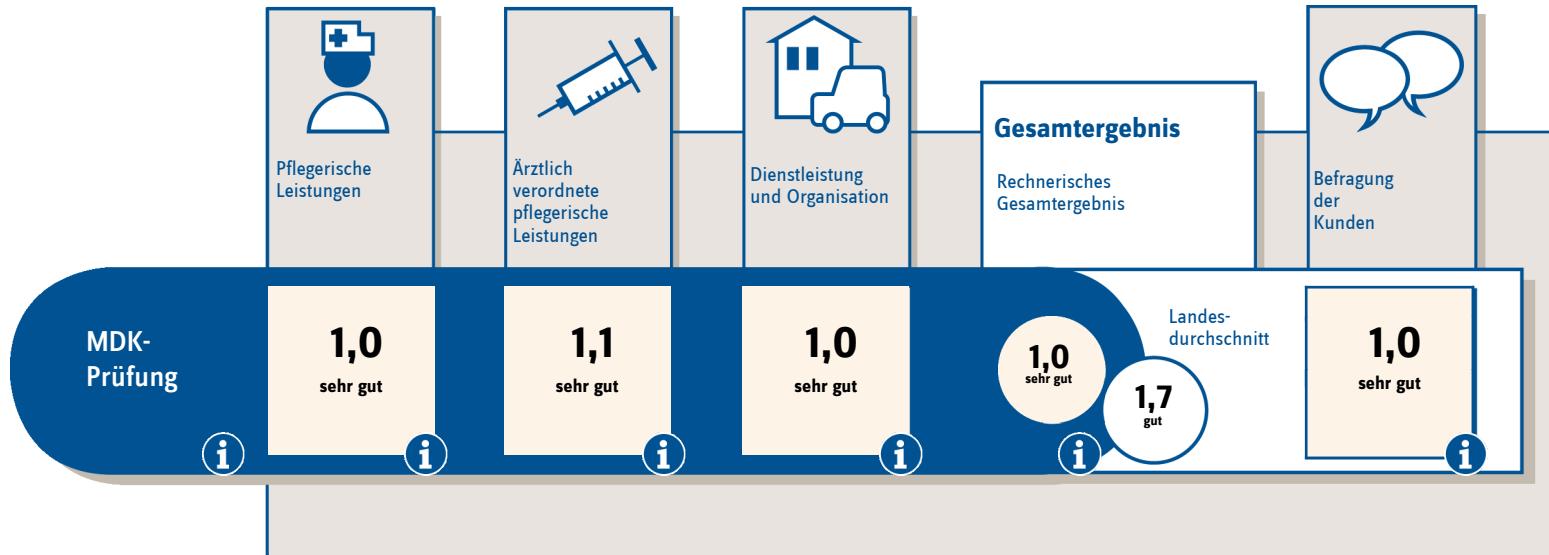 Pflegerische
Leistungen
Ärztlich
verordnete
pflegerische
Leistungen
Dienstleistung
und Organisation
Gesamtergebnis
Rechnerisches
Gesamtergebnis
Befragung
der
Kunden
MDK-
Prüfung
1,0
sehr gut
1,1
sehr gut
1,0
sehr gut
1,0
sehr gut
Landes-
durchschnitt
1,7
gut
1,0
sehr gut
i
i
i
i
i
i